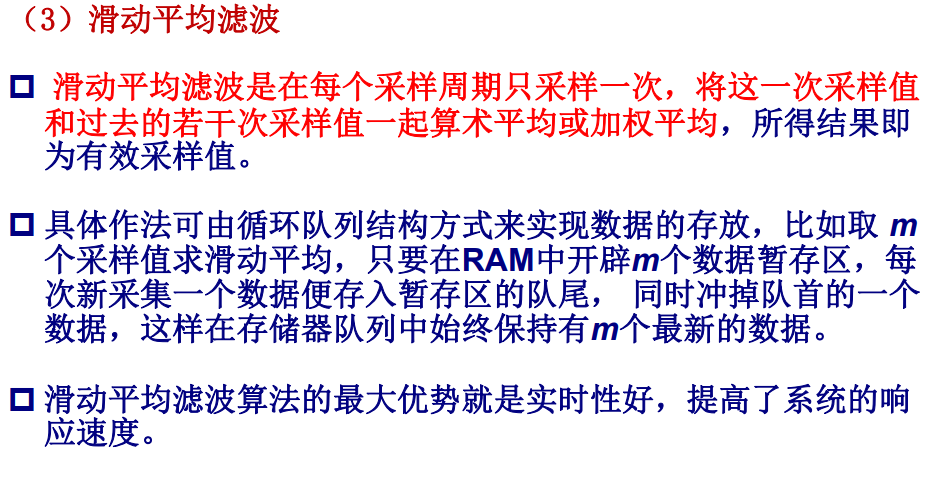 （3）滑动平均滤波
滑动平均滤波是在每个采样周期只采样一次，将这一次采样值
和过去的若干次采样值一起算术平均或加权平均，所得结果即
为有效采样值。
具体作法可由循环队列结构方式来实现数据的存放，比如取 m
个采样值求滑动平均，只要在RAM中开辟m个数据暂存区，每
次新采集一个数据便存入暂存区的队尾， 同时冲掉队首的一个
数据，这样在存储器队列中始终保持有m个最新的数据。
滑动平均滤波算法的最大优势就是实时性好，提高了系统的响
应速度。